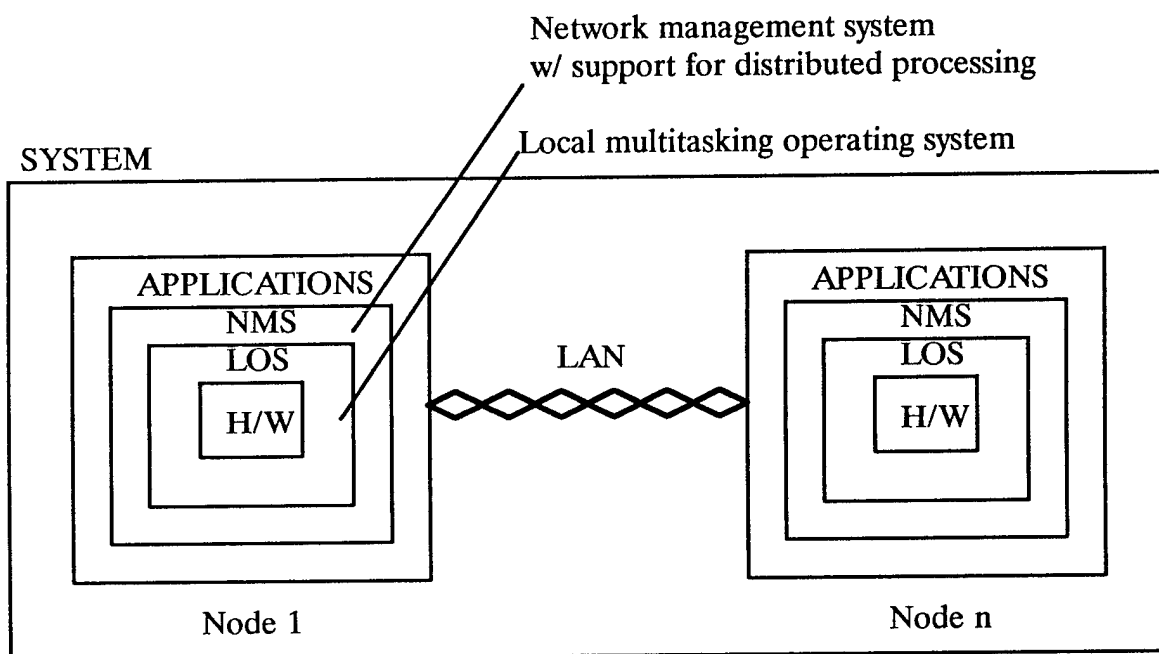 Network management system
w/ support for distributed processing
Local multitasking operating system
SYSTEM
APPLICATIONS
NMS
LOS
H/W
Node 1
LAN
APPLICATIONS
NMS
LOS
H/W
Node n